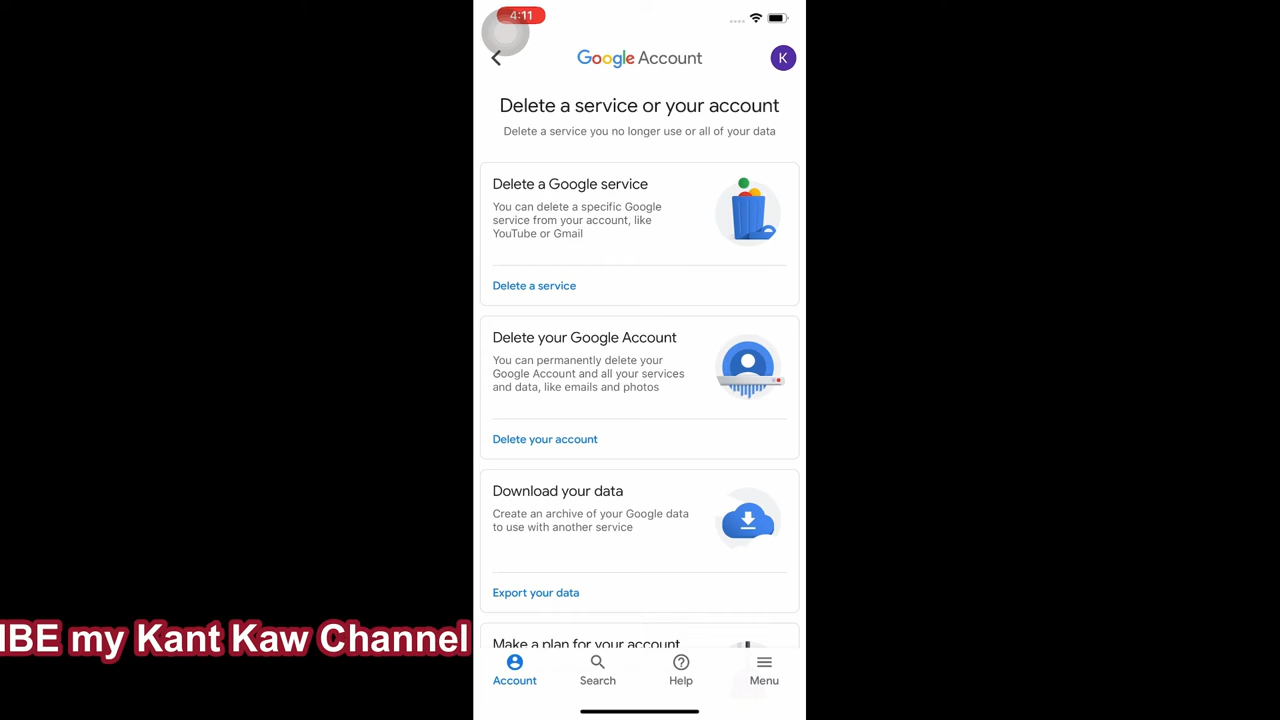 4:11
Google Account
K
Delete a service or your account
Delete a service you no longer use or all of your data
Delete a Google service
You can delete a specific Google
service from your account, like
YouTube or Gmail
Delete a service
Delete your Google Account
You can permanently delete your
Google Account and all your services
and data, like emails and photos
Delete your account
Download your data
Create an archive of your Google data
to use with another service
Export your data
IBE my Kant Kaw Channel
Make a plan for your account
Account
Search
Help
Menu